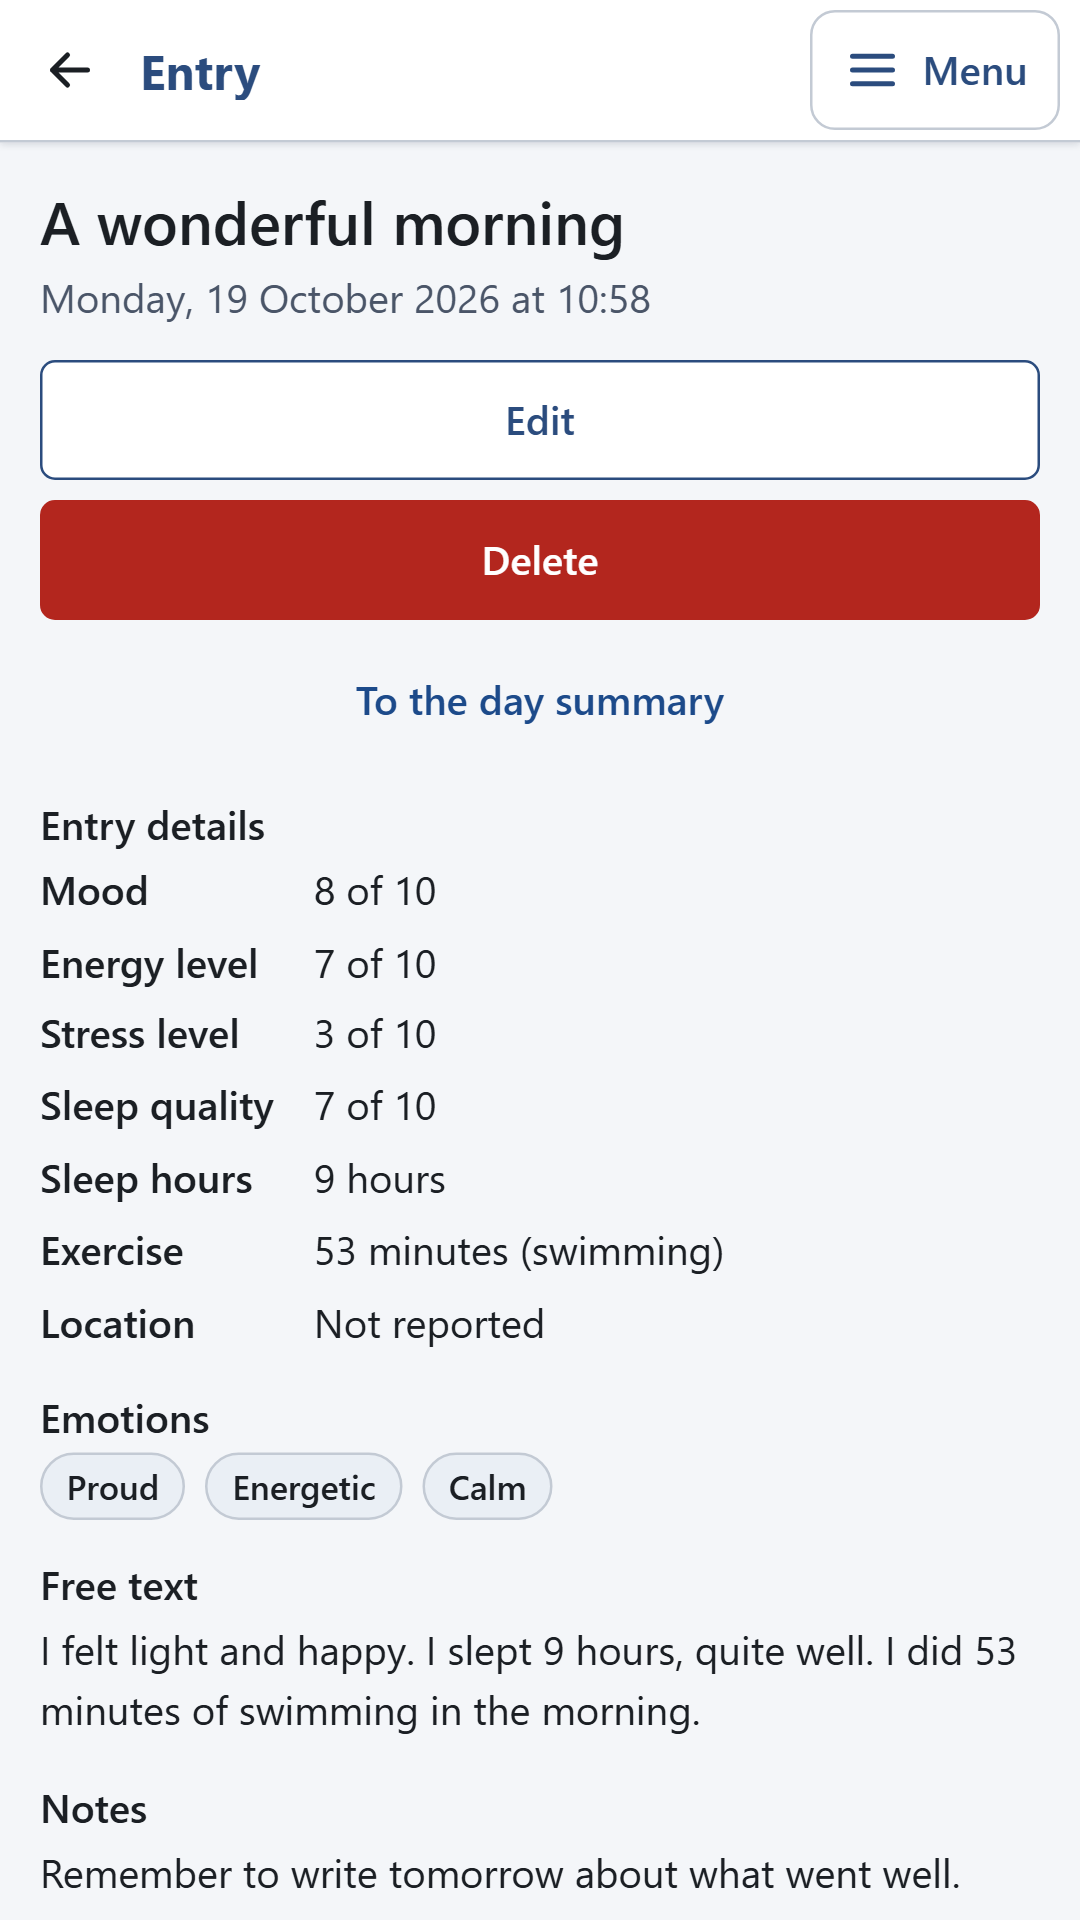 Entry
Menu
A wonderful morning
Monday, 19 October 2026 at 10:58
Edit
Delete
To the day summary
Entry details
Mood 8 of 10
Energy level 7 of 10
Stress level 3 of 10
Sleep quality 7 of 10
Sleep hours 9 hours
Exercise 53 minutes (swimming)
Location Not reported
Emotions
Proud Energetic Calm
Free text
I felt light and happy. I slept 9 hours, quite well. I did 53
minutes of swimming in the morning.
Notes
Remember to write tomorrow about what went well.